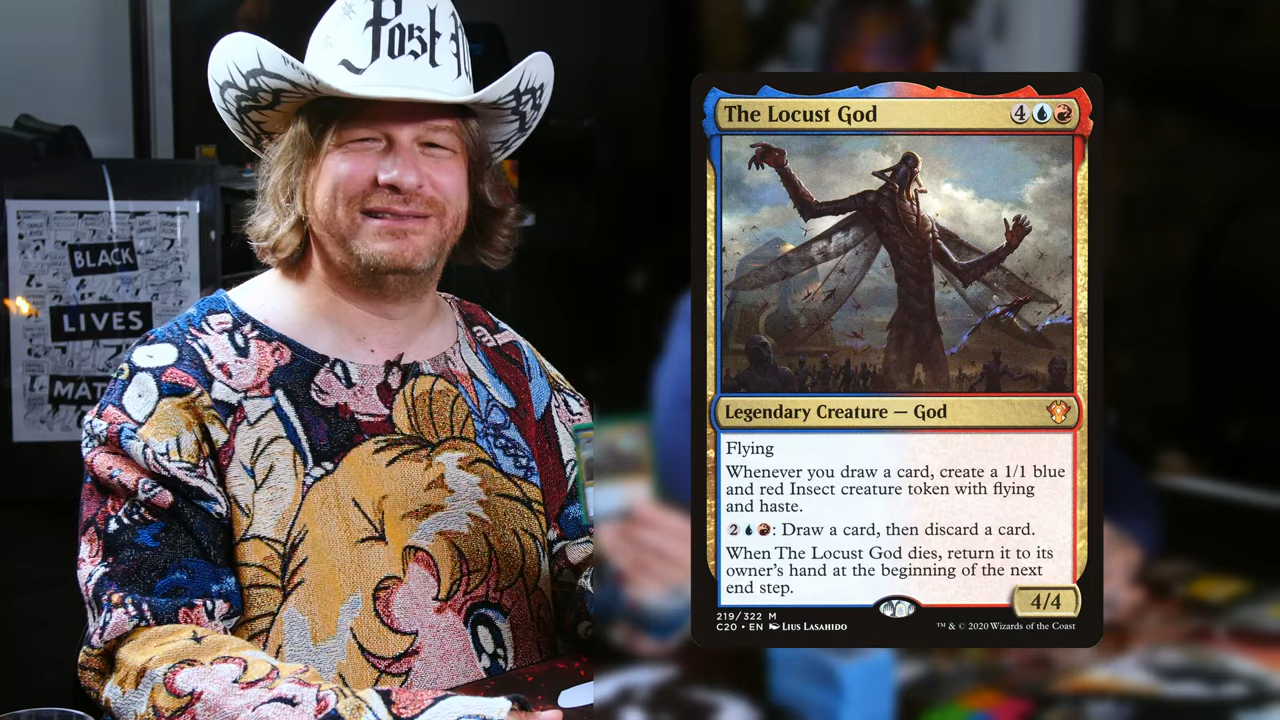 Post
BLACK
LIVES
The Locust God
4
Legendary Creature — God
Flying
Whenever you draw a card, create a 1/1 blue
and red Insect creature token with flying
and haste.
2 : Draw a card, then discard a card.
When The Locust God dies, return it to its
owner's hand at the beginning of the next
end step.
4/4
219/322 M
C20 • EN Lius Lasahido
™ & © 2020 Wizards of the Coast